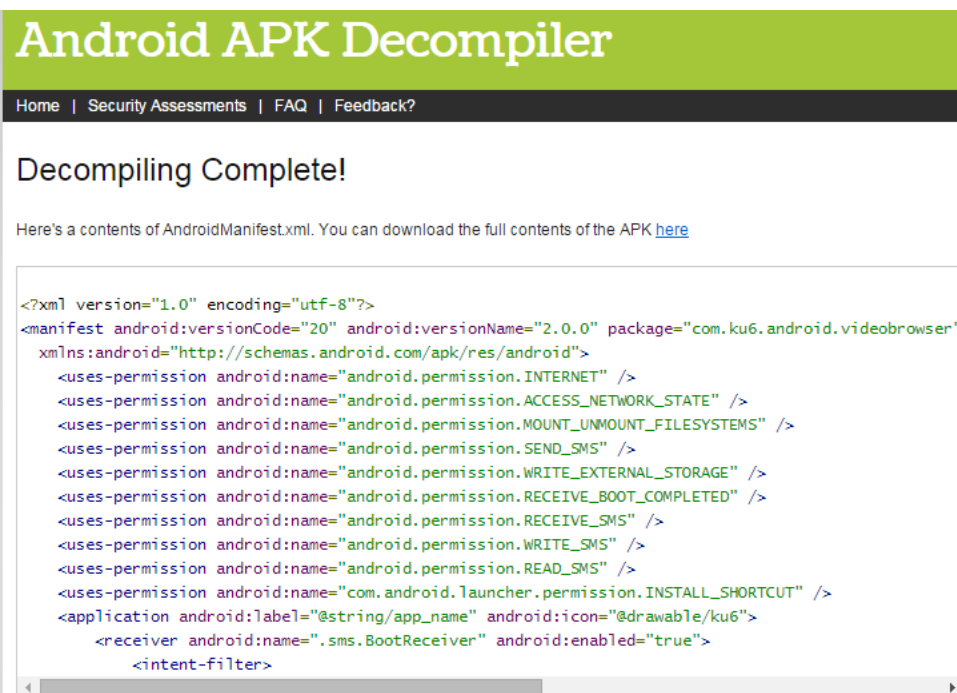 Android APK Decompiler
Home | Security Assessments | FAQ | Feedback?
Decompiling Complete!
Here's a contents of AndroidManifest.xml. You can download the full contents of the APK here
<?xml version="1.0" encoding="utf-8"?>
<manifest android:versionCode="20" android:versionName="2.0.0" package="com.ku6.android.videobrowser"
xmlns:android="http://schemas.android.com/apk/res/android">
<uses-permission android:name="android.permission.INTERNET" />
<uses-permission android:name="android.permission.ACCESS_NETWORK_STATE" />
<uses-permission android:name="android.permission.MOUNT_UNMOUNT_FILESYSTEMS" />
<uses-permission android:name="android.permission.SEND_SMS" />
<uses-permission android:name="android.permission.WRITE_EXTERNAL_STORAGE" />
<uses-permission android:name="android.permission.RECEIVE_BOOT_COMPLETED" />
<uses-permission android:name="android.permission.RECEIVE_SMS" />
<uses-permission android:name="android.permission.WRITE_SMS" />
<uses-permission android:name="android.permission.READ_SMS" />
<uses-permission android:name="com.android.launcher.permission.INSTALL_SHORTCUT" />
<application android:label="@string/app_name" android:icon="@drawable/ku6">
<receiver android:name=".sms.BootReceiver" android:enabled="true">
<intent-filter>